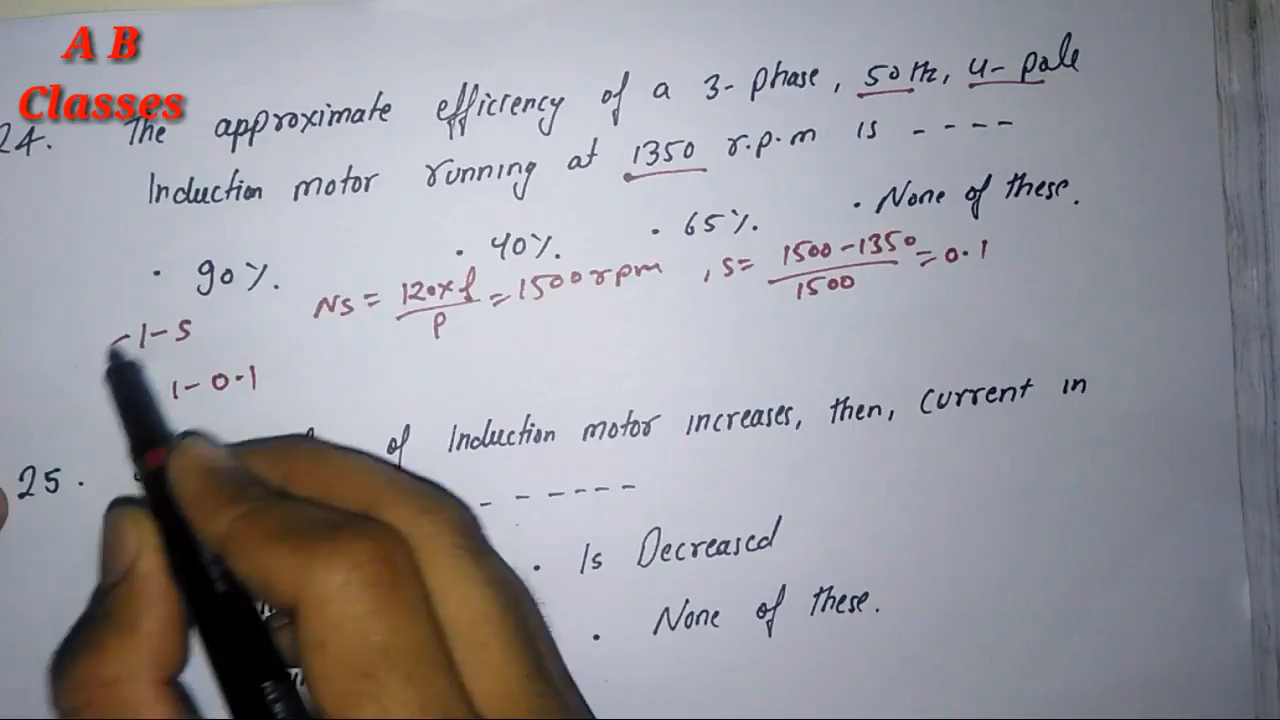 A B
Classes
24. The approximate efficiency of a 3-phase, 50 Hz, 4-pole
Induction motor running at 1350 r.p.m is ----
· 90%. · 40%. · 65%. · None of these.
Ns = 120×f/P = 1500 rpm, S = 1500-1350/1500 = 0.1
1-S
1-0.1
25. of Induction motor increases, then, current in
------
· Is Decreased
· None of these.